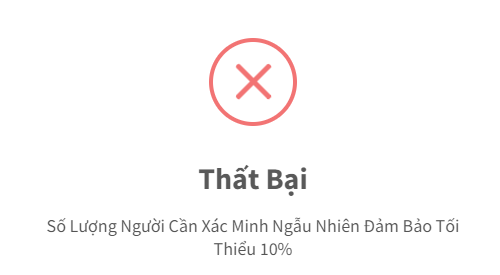 Thất Bại
Số Lượng Người Cần Xác Minh Ngẫu Nhiên Đảm Bảo Tối
Thiểu 10%